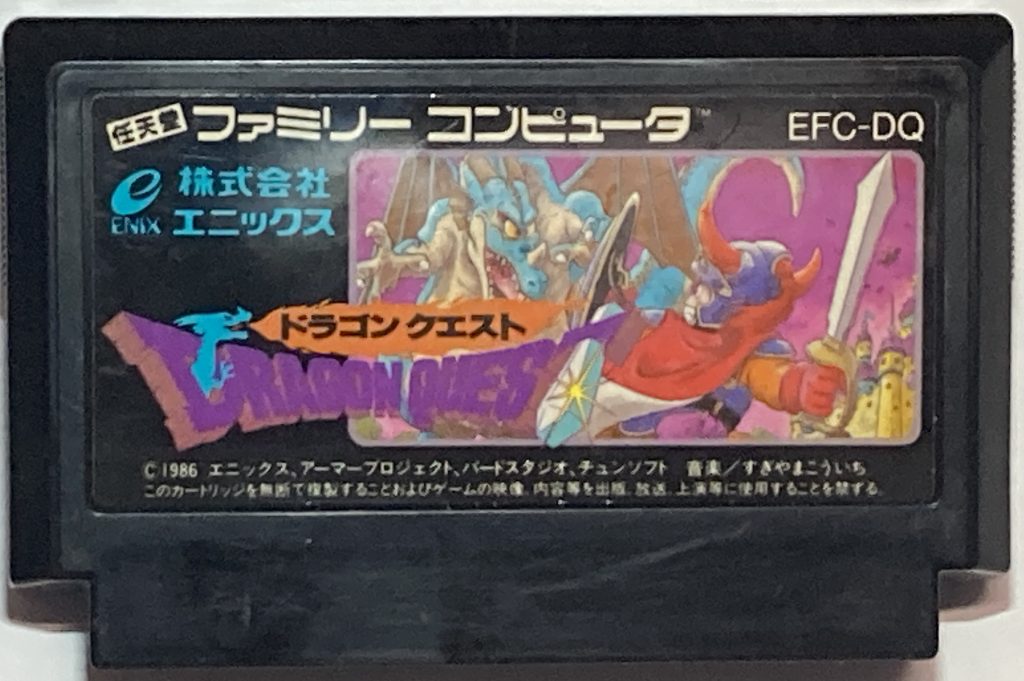 任天堂 ファミリー コンピュータ™ EFC-DQ
株式会社
ENIX エニックス
ドラゴン クエスト
DRAGON QUEST
©1986 エニックス、アーマープロジェクト、バードスタジオ、チュンソフト 音楽/すぎやまこういち
このカートリッジを無断で複製することおよびゲームの映像、内容等を出版、放送、上演等に使用することを禁ずる。